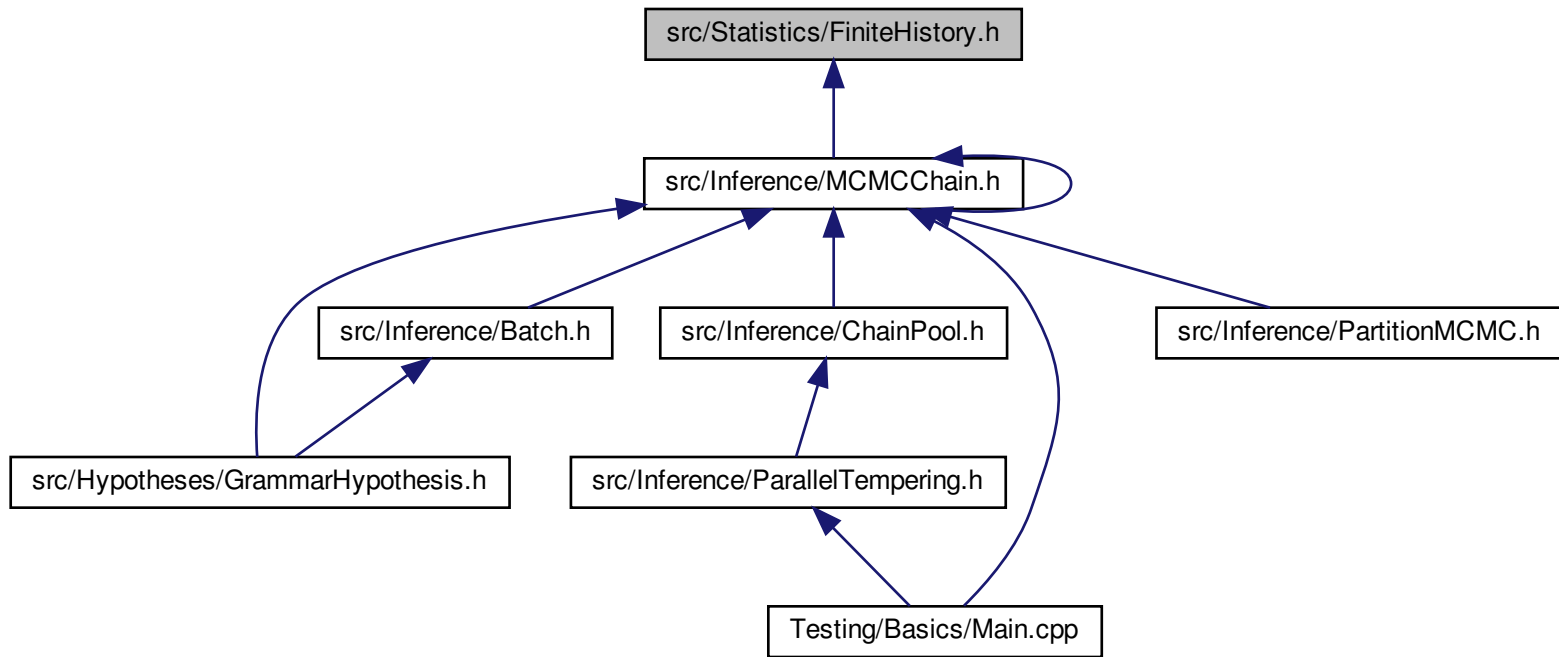 src/Statistics/FiniteHistory.h
src/Inference/MCMCChain.h
src/Inference/Batch.h
src/Inference/ChainPool.h
src/Inference/PartitionMCMC.h
src/Hypotheses/GrammarHypothesis.h
src/Inference/ParallelTempering.h
Testing/Basics/Main.cpp